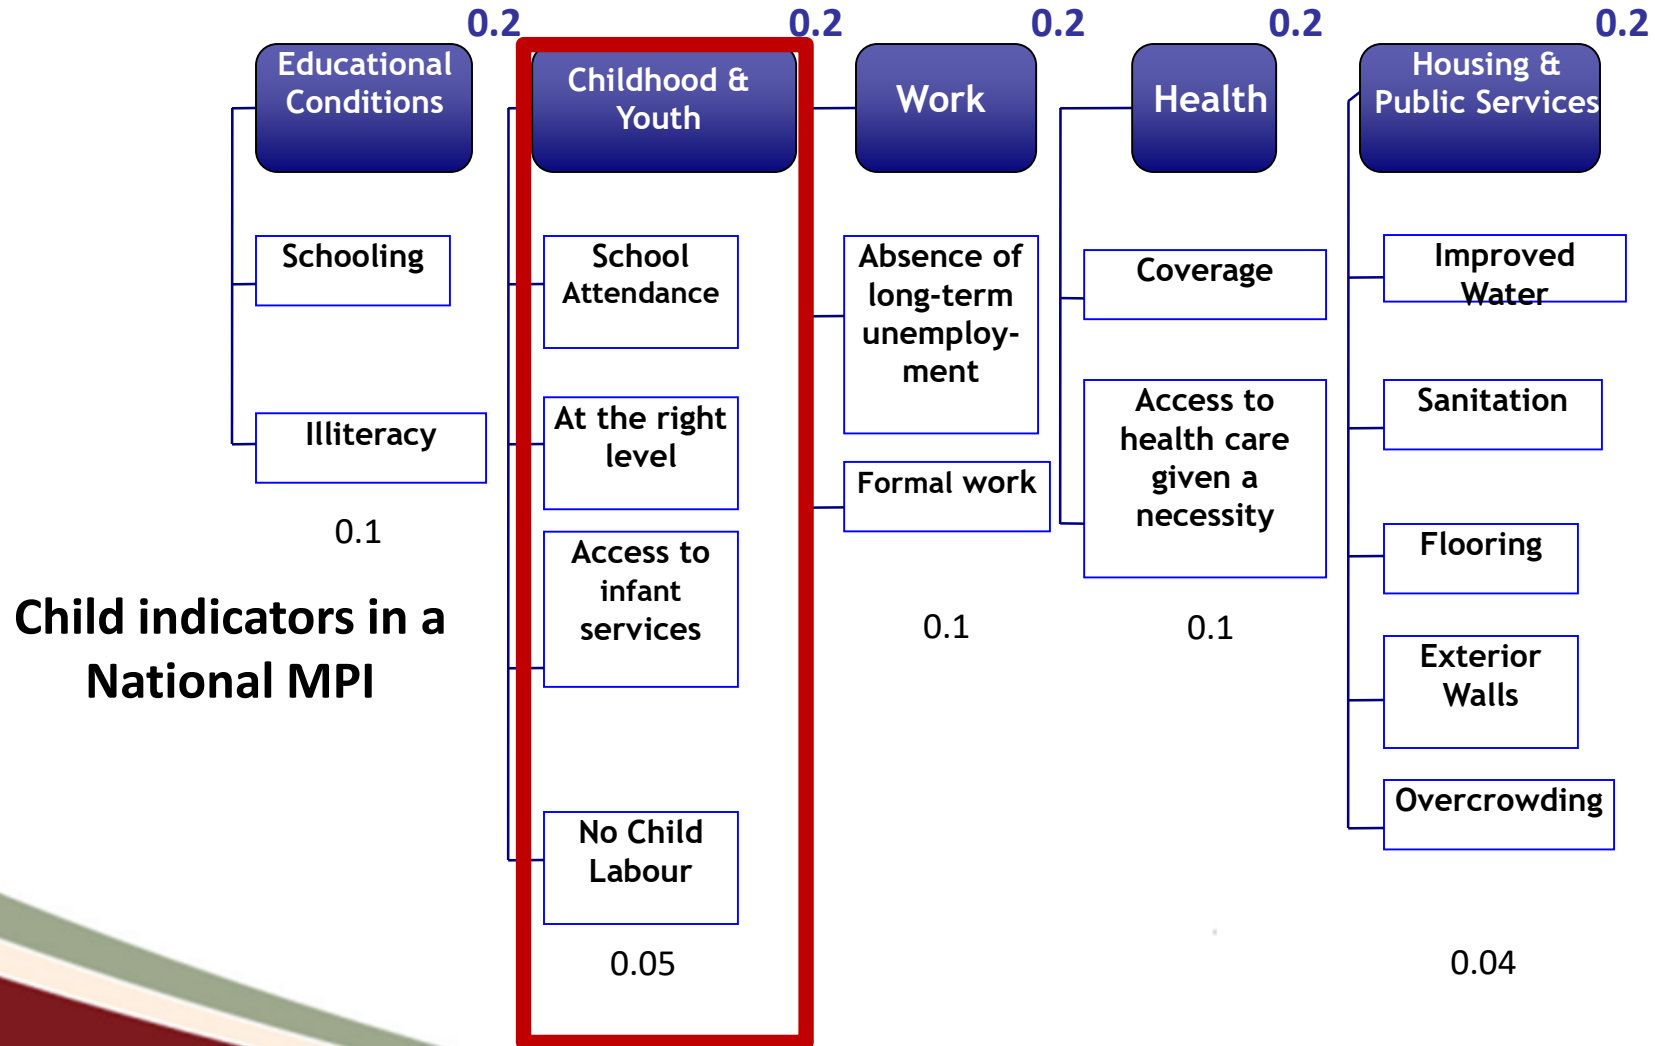 0.2
0.2
0.2
0.2
0.2
Educational
Conditions
Childhood &
Youth
Work
Health
Housing &
Public Services
Schooling
Illiteracy
0.1
School
Attendance
At the right
level
Access to
infant
services
No Child
Labour
0.05
Absence of
long-term
unemploy-
ment
Formal work
0.1
Coverage
Access to
health care
given a
necessity
0.1
Improved
Water
Sanitation
Flooring
Exterior
Walls
Overcrowding
0.04
Child indicators in a
National MPI